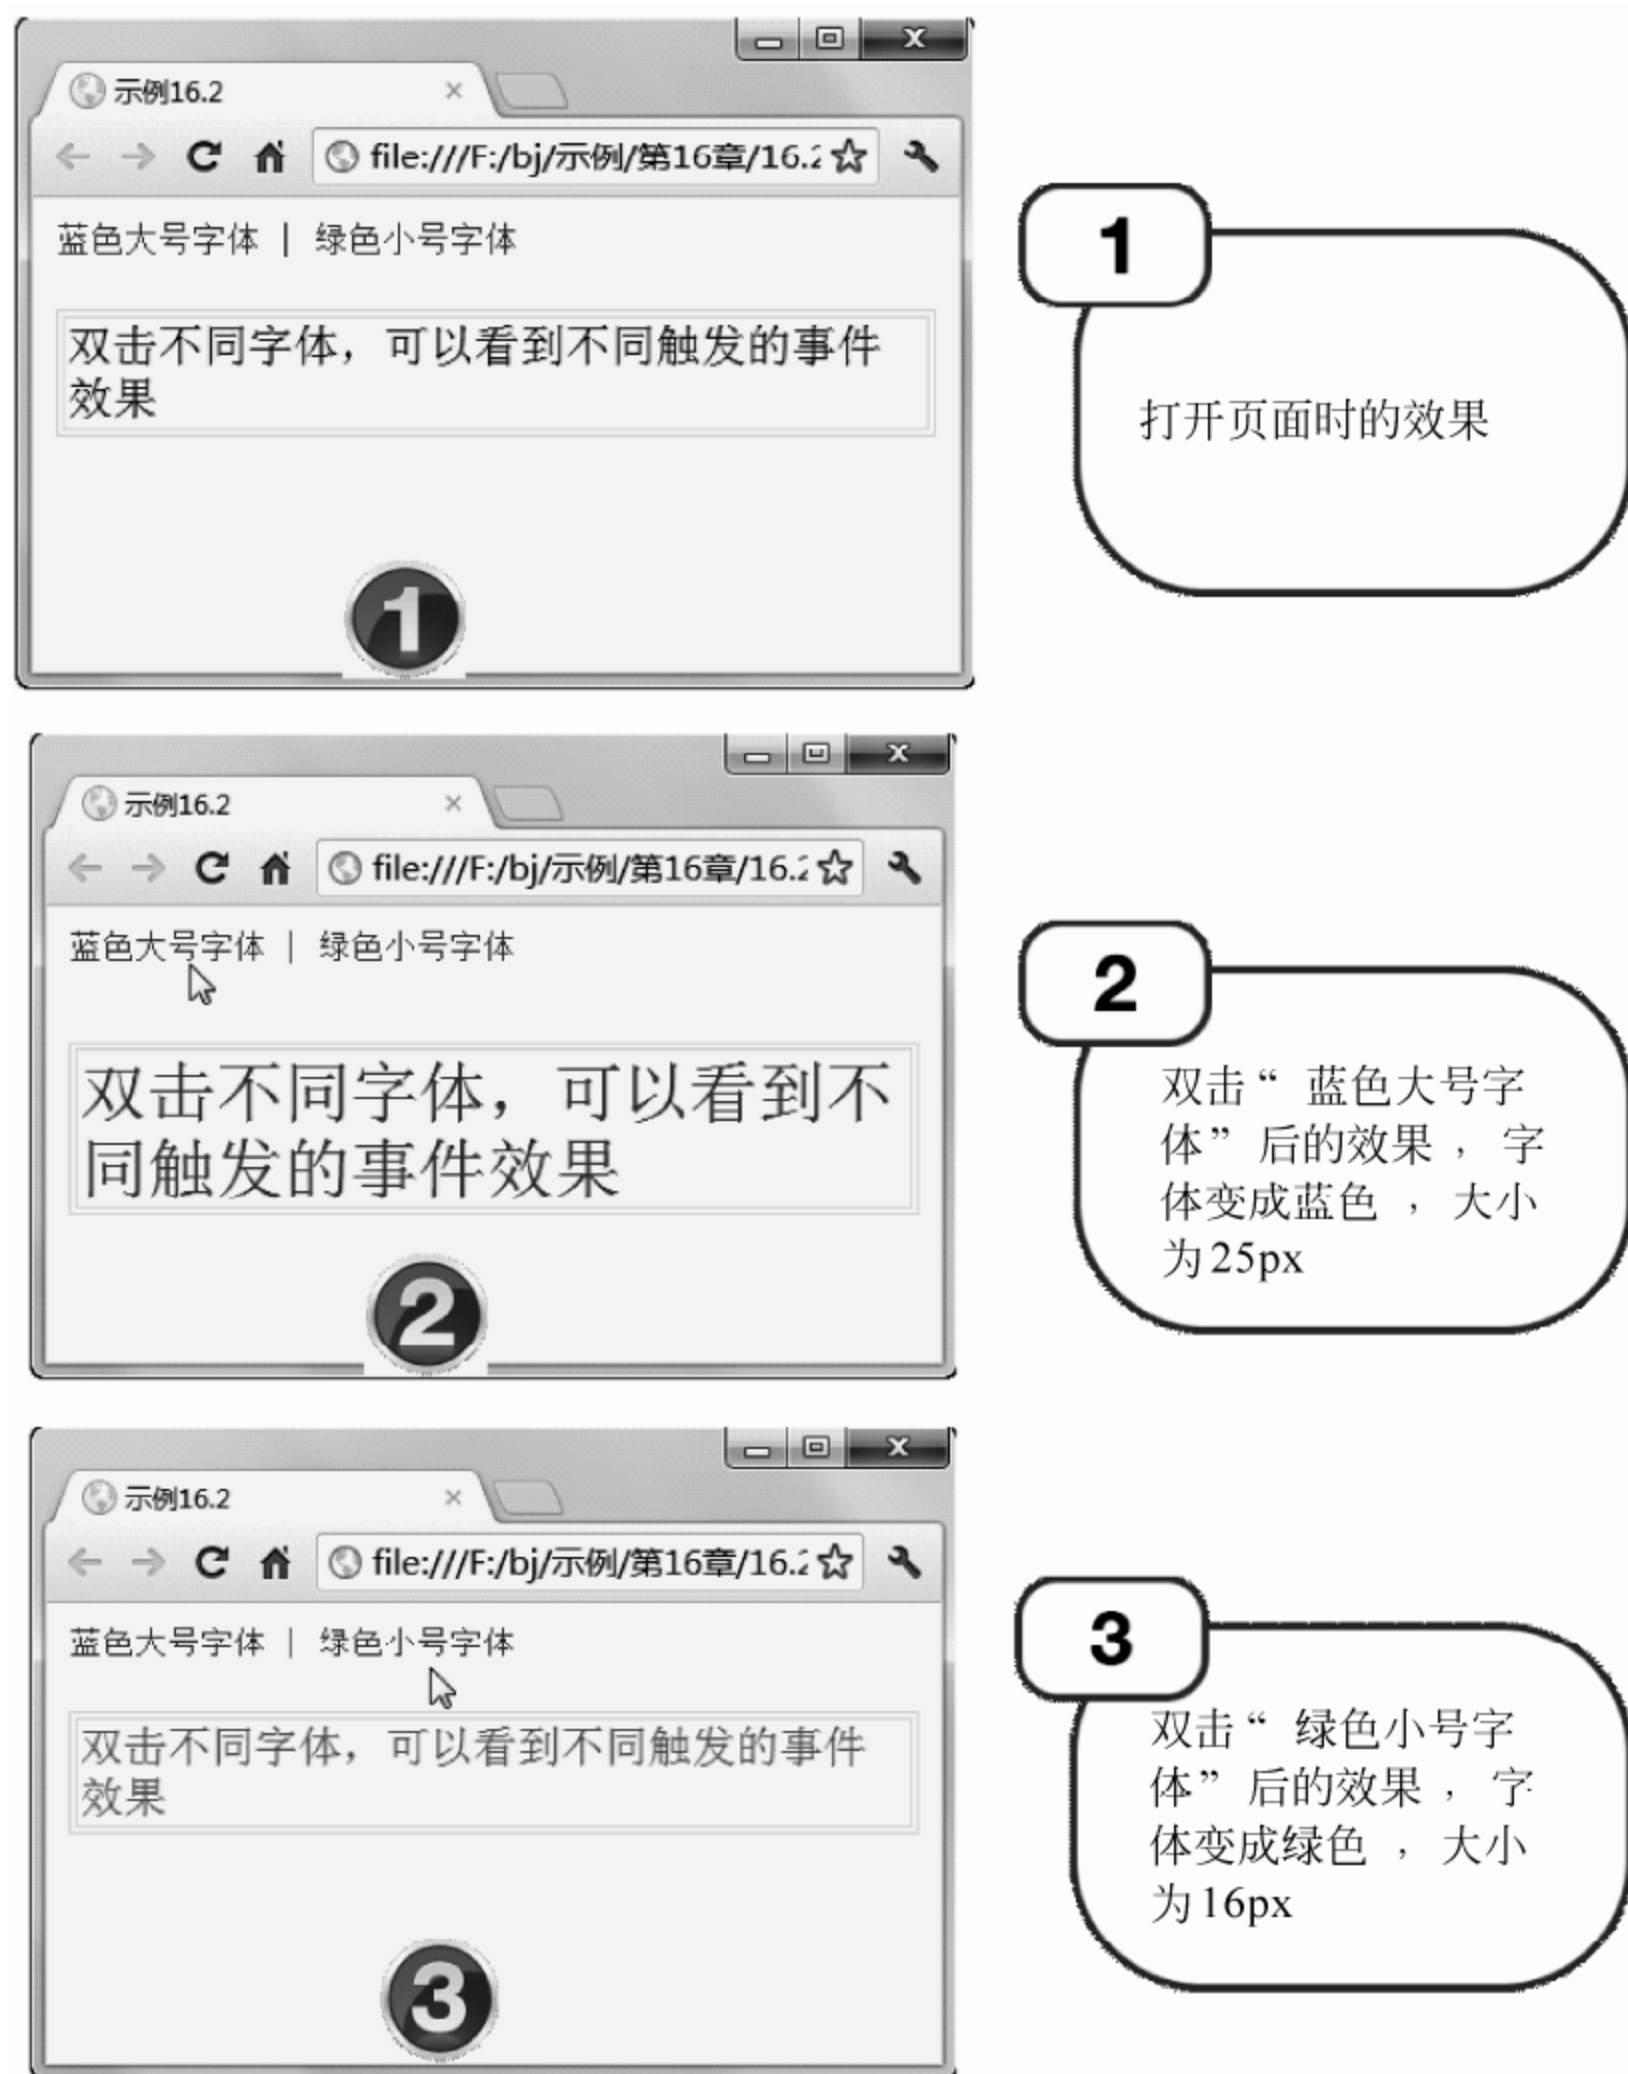 示例16.2
file:///F:/bj/示例/第16章/16.2
蓝色大号字体 | 绿色小号字体
双击不同字体，可以看到不同触发的事件
效果
1
1
打开页面时的效果
示例16.2
file:///F:/bj/示例/第16章/16.2
蓝色大号字体 | 绿色小号字体
双击不同字体，可以看到不
同触发的事件效果
2
2
双击“ 蓝色大号字
体” 后的效果 ， 字
体变成蓝色 ， 大小
为25px
示例16.2
file:///F:/bj/示例/第16章/16.2
蓝色大号字体 | 绿色小号字体
双击不同字体，可以看到不同触发的事件
效果
3
3
双击“ 绿色小号字
体” 后的效果 ， 字
体变成绿色 ， 大小
为16px